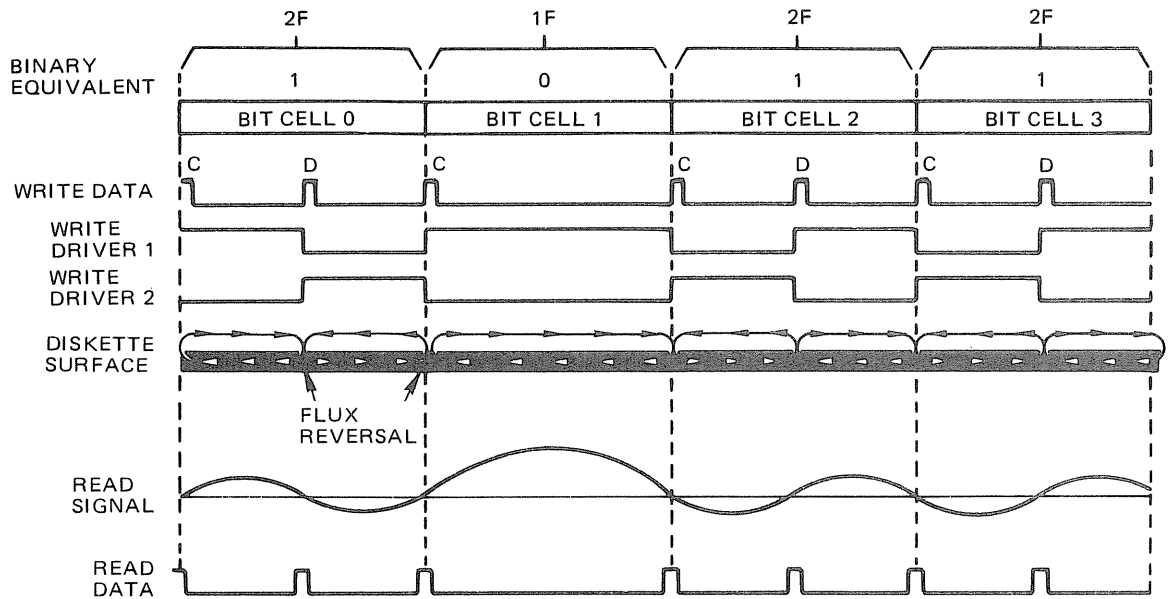 2F 1F 2F 2F
BINARY
EQUIVALENT
1 0 1 1
BIT CELL 0 BIT CELL 1 BIT CELL 2 BIT CELL 3
C D C C D C D
WRITE DATA
WRITE
DRIVER 1
WRITE
DRIVER 2
DISKETTE
SURFACE
FLUX
REVERSAL
READ
SIGNAL
READ
DATA